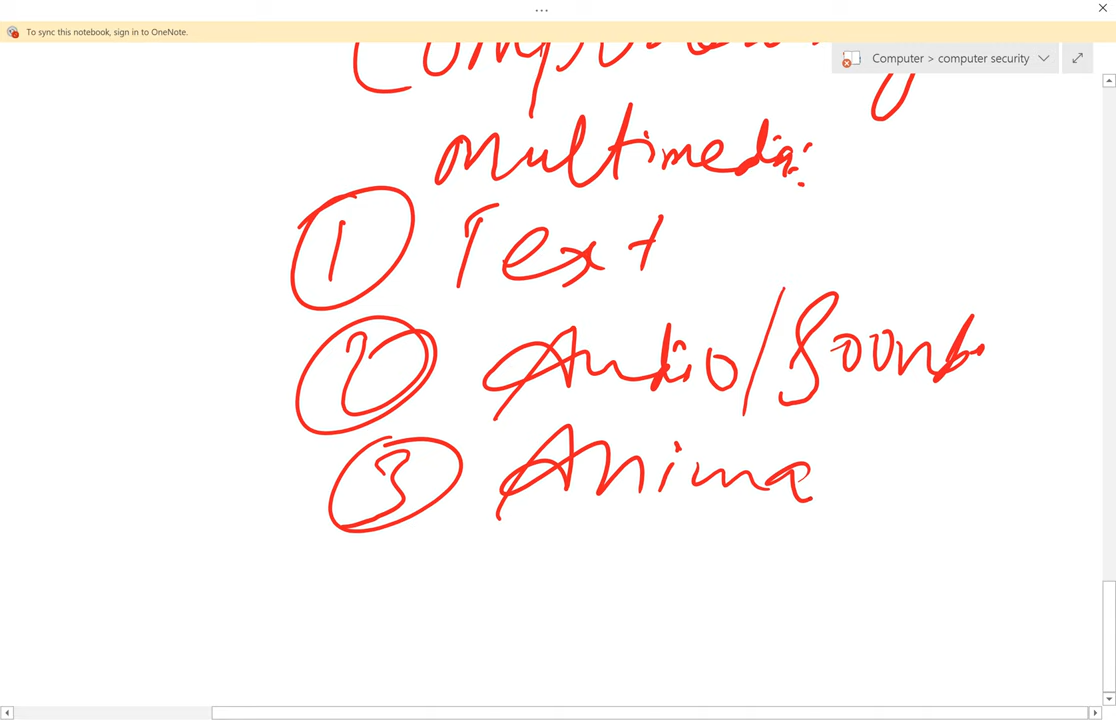 ...
To sync this notebook, sign in to OneNote.
Computer > computer security
Multimedia:
1 Text
2 Audio/Sound
3 Anima